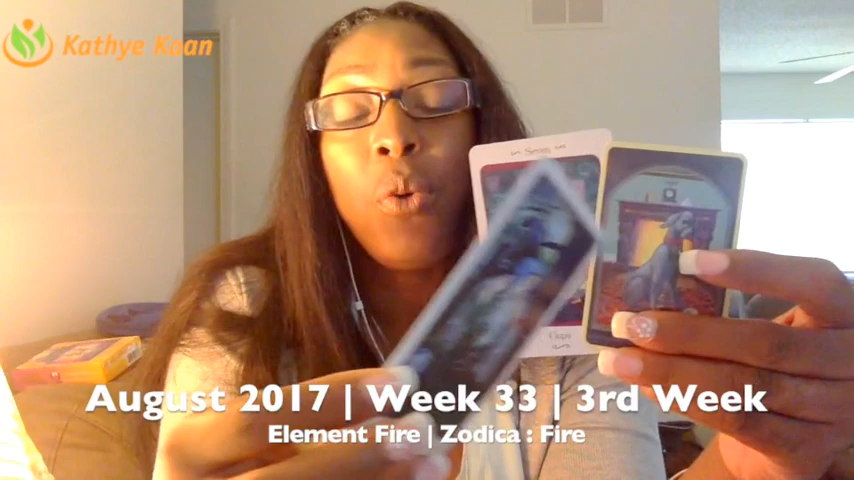 Kathye Kaan
August 2017 | Week 33 | 3rd Week
Element Fire | Zodica : Fire